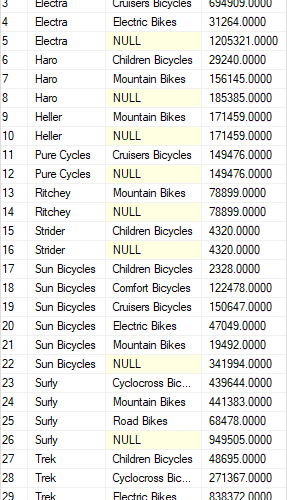 3 Electra Cruisers Bicycles 694909.0000
4 Electra Electric Bikes 31264.0000
5 Electra NULL 1205321.0000
6 Haro Children Bicycles 29240.0000
7 Haro Mountain Bikes 156145.0000
8 Haro NULL 185385.0000
9 Heller Mountain Bikes 171459.0000
10 Heller NULL 171459.0000
11 Pure Cycles Cruisers Bicycles 149476.0000
12 Pure Cycles NULL 149476.0000
13 Ritchey Mountain Bikes 78899.0000
14 Ritchey NULL 78899.0000
15 Strider Children Bicycles 4320.0000
16 Strider NULL 4320.0000
17 Sun Bicycles Children Bicycles 2328.0000
18 Sun Bicycles Comfort Bicycles 122478.0000
19 Sun Bicycles Cruisers Bicycles 150647.0000
20 Sun Bicycles Electric Bikes 47049.0000
21 Sun Bicycles Mountain Bikes 19492.0000
22 Sun Bicycles NULL 341994.0000
23 Surly Cyclocross Bic... 439644.0000
24 Surly Mountain Bikes 441383.0000
25 Surly Road Bikes 68478.0000
26 Surly NULL 949505.0000
27 Trek Children Bicycles 48695.0000
28 Trek Cyclocross Bic... 271367.0000
29 Trek Electric Bikes 838372.0000